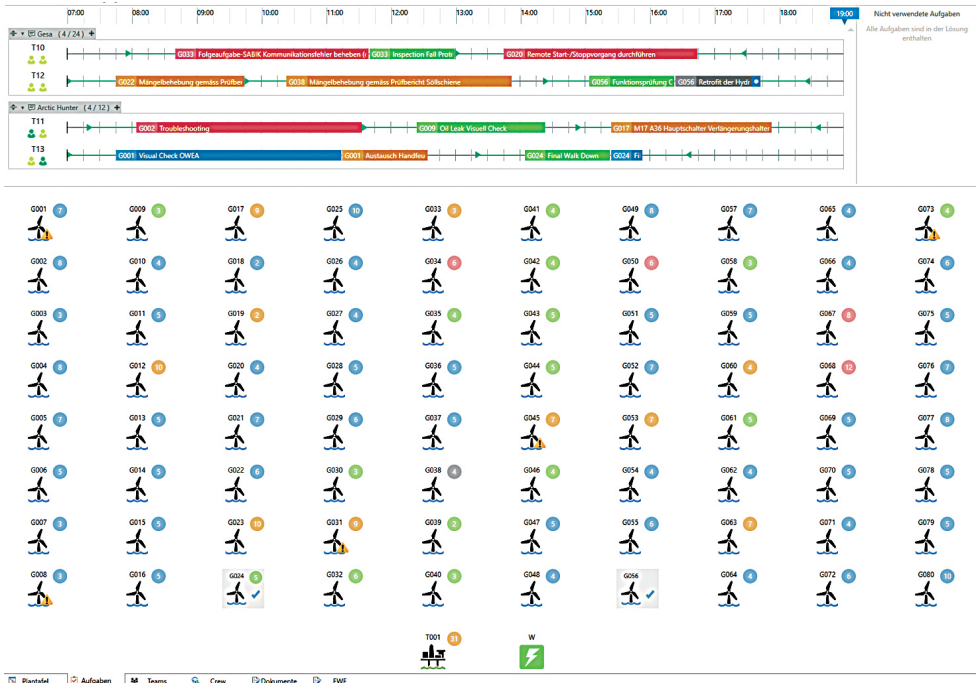 07:00 08:00 09:00 10:00 11:00 12:00 13:00 14:00 15:00 16:00 17:00 18:00 19:00 Nicht verwendete Aufgaben
Alle Aufgaben sind in der Lösung
enthalten
Gesa (4/24)
T10 G033 Folgeaufgabe-SABIK Kommunikationsfehler beheben ( G033 Inspection Fall Prot G020 Remote Start-/Stoppvorgang durchführen
T12 G022 Mängelbehebung gemäss Prüfber G038 Mängelbehebung gemäss Prüfbericht Söllschiene G056 Funktionsprüfung C G056 Retrofit der Hydr
Arctic Hunter (4/12)
T11 G002 Troubleshooting G009 Oil Leak Visuell Check G017 M17 A36 Hauptschalter Verlängerungshalter
T13 G001 Visual Check OWEA G001 Austausch Handfeu G024 Final Walk Down G024 Fi
G001 7 G009 3 G017 9 G025 10 G033 3 G041 4 G049 8 G057 7 G065 4 G073 4
G002 8 G010 4 G018 2 G026 4 G034 6 G042 4 G050 6 G058 3 G066 4 G074 6
G003 3 G011 5 G019 2 G027 4 G035 4 G043 5 G051 5 G059 5 G067 8 G075 5
G004 8 G012 10 G020 4 G028 5 G036 5 G044 5 G052 7 G060 4 G068 12 G076 7
G005 7 G013 5 G021 7 G029 6 G037 5 G045 7 G053 7 G061 5 G069 5 G077 8
G006 5 G014 5 G022 6 G030 3 G038 4 G046 4 G054 4 G062 4 G070 5 G078 5
G007 3 G015 5 G023 10 G031 9 G039 2 G047 5 G055 6 G063 7 G071 4 G079 5
G008 3 G016 5 G024 5 G032 6 G040 3 G048 4 G056 G064 4 G072 6 G080 10
T001 31 W
Plantafel Aufgaben Teams Crew Dokumente EWF